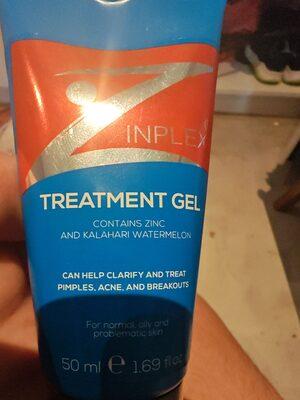 ZINPLEX
TREATMENT GEL
CONTAINS ZINC
AND KALAHARI WATERMELON
CAN HELP CLARIFY AND TREAT
PIMPLES, ACNE, AND BREAKOUTS
For normal, oily and
problematic skin
50 ml ℮ 1.69 fl oz